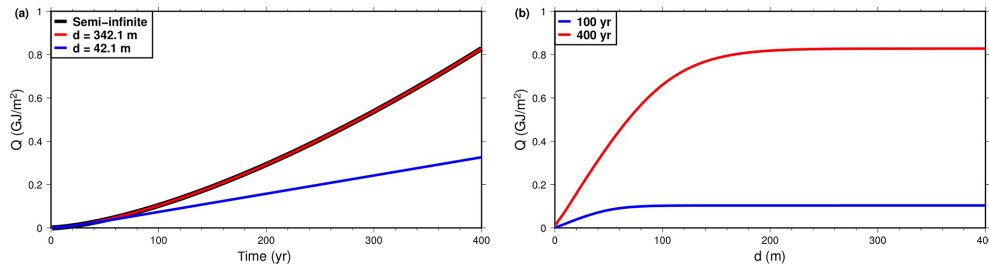 (a)
Semi-infinite
d = 342.1 m
d = 42.1 m
Q (GJ/m²)
1
0.8
0.6
0.4
0.2
0
0 100 200 300 400
Time (yr)
(b)
100 yr
400 yr
Q (GJ/m²)
1
0.8
0.6
0.4
0.2
0
0 100 200 300 40
d (m)